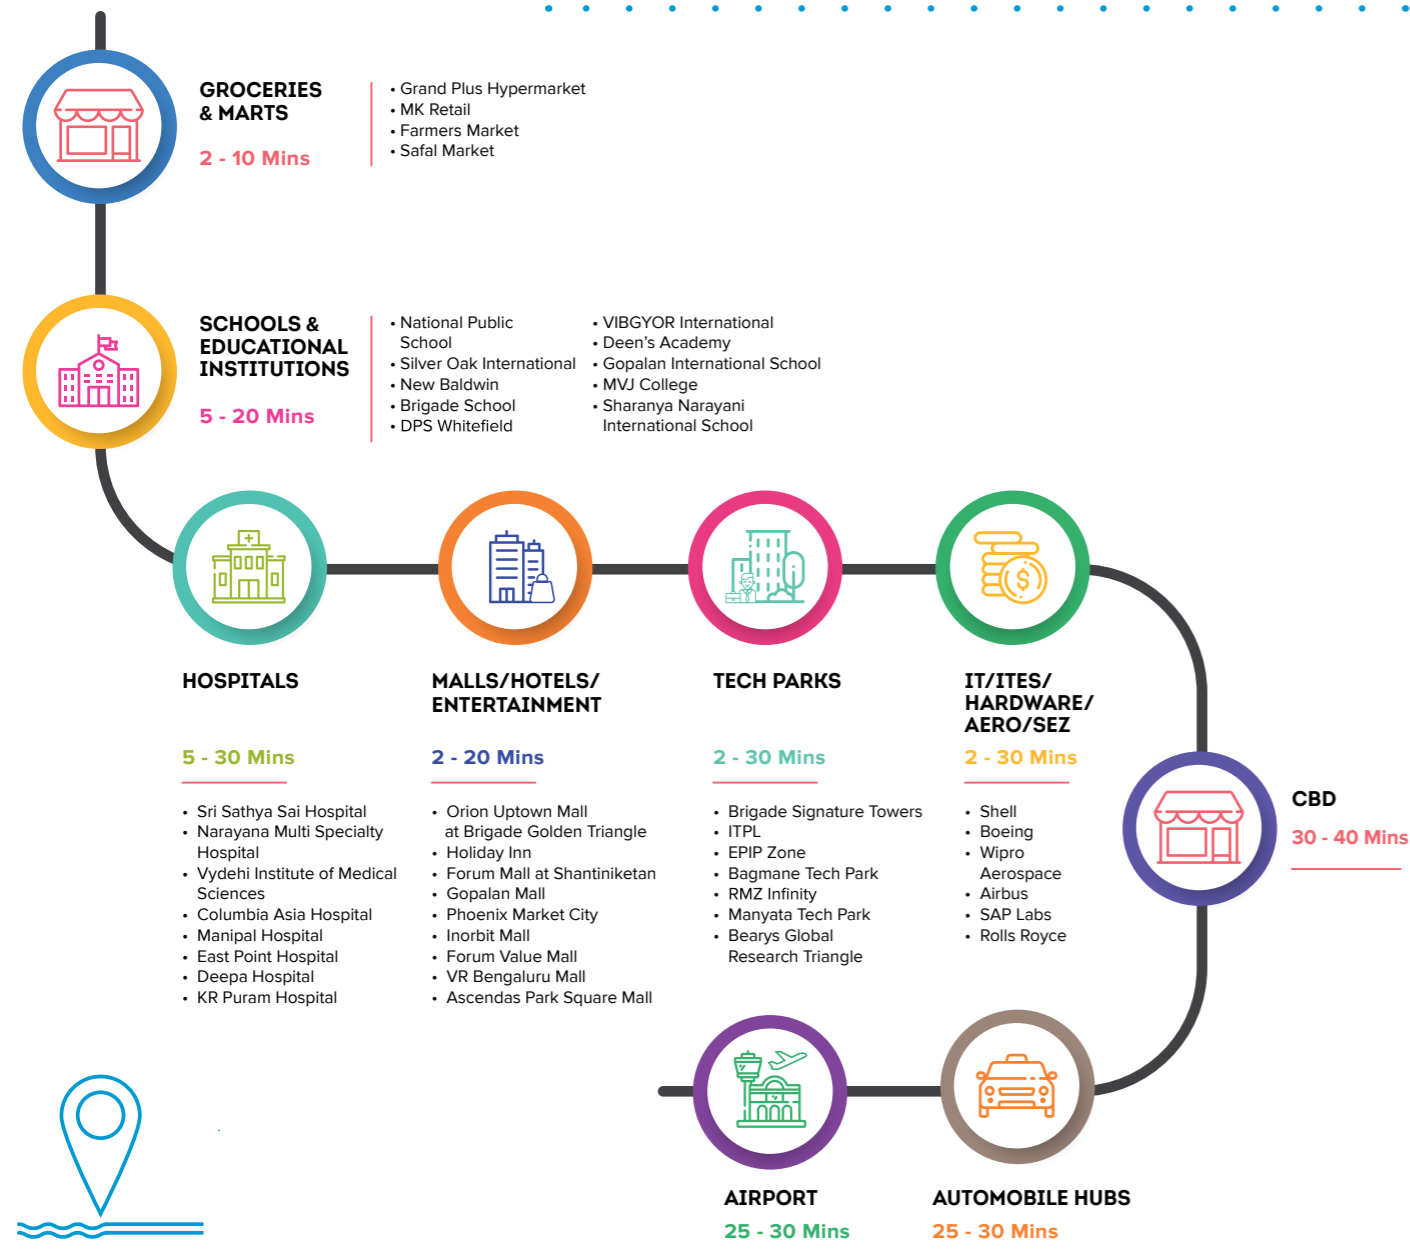 GROCERIES
& MARTS
2 - 10 Mins
• Grand Plus Hypermarket
• MK Retail
• Farmers Market
• Safal Market
SCHOOLS &
EDUCATIONAL
INSTITUTIONS
5 - 20 Mins
• National Public
School
• Silver Oak International
• New Baldwin
• Brigade School
• DPS Whitefield
• VIBGYOR International
• Deen's Academy
• Gopalan International School
• MVJ College
• Sharanya Narayani
International School
HOSPITALS
5 - 30 Mins
• Sri Sathya Sai Hospital
• Narayana Multi Specialty
Hospital
• Vydehi Institute of Medical
Sciences
• Columbia Asia Hospital
• Manipal Hospital
• East Point Hospital
• Deepa Hospital
• KR Puram Hospital
MALLS/HOTELS/
ENTERTAINMENT
2 - 20 Mins
• Orion Uptown Mall
at Brigade Golden Triangle
• Holiday Inn
• Forum Mall at Shantiniketan
• Gopalan Mall
• Phoenix Market City
• Inorbit Mall
• Forum Value Mall
• VR Bengaluru Mall
• Ascendas Park Square Mall
TECH PARKS
2 - 30 Mins
• Brigade Signature Towers
• ITPL
• EPIP Zone
• Bagmane Tech Park
• RMZ Infinity
• Manyata Tech Park
• Bearys Global
Research Triangle
$
IT/ITES/
HARDWARE/
AERO/SEZ
2 - 30 Mins
• Shell
• Boeing
• Wipro
Aerospace
• Airbus
• SAP Labs
• Rolls Royce
CBD
30 - 40 Mins
AIRPORT
25 - 30 Mins
AUTOMOBILE HUBS
25 - 30 Mins